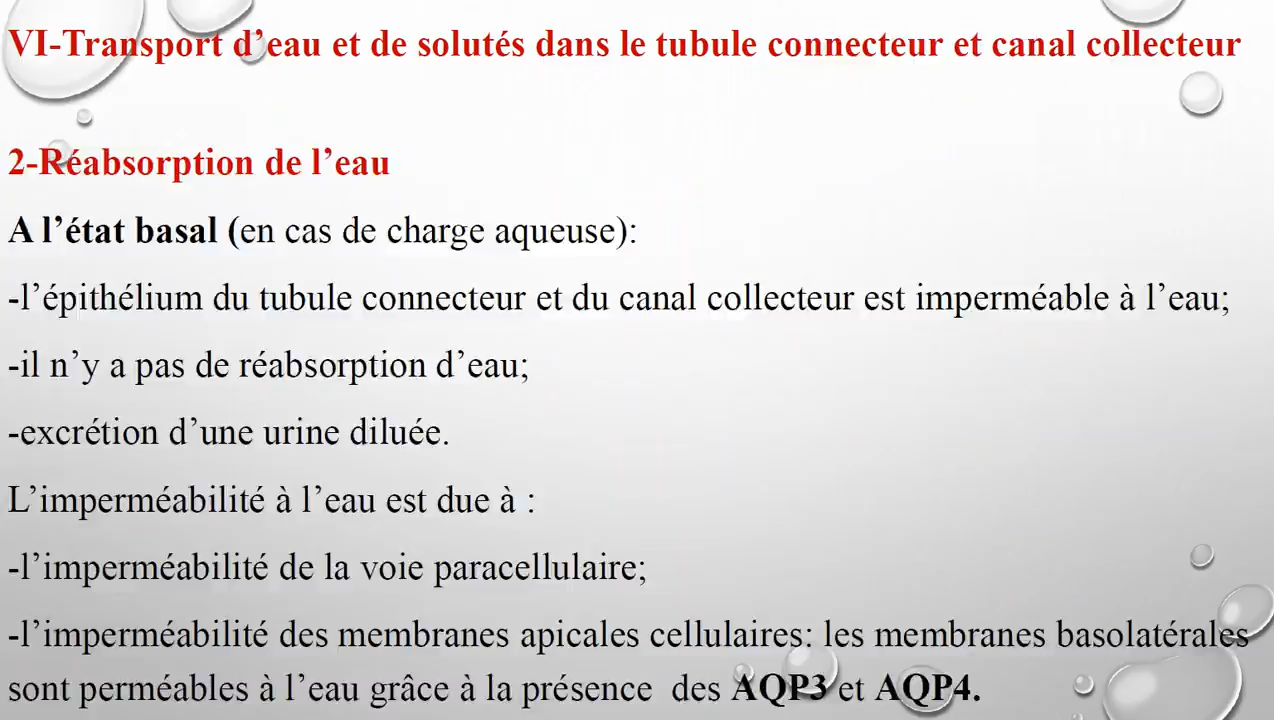 VI-Transport d’eau et de solutés dans le tubule connecteur et canal collecteur
2-Réabsorption de l’eau
A l’état basal (en cas de charge aqueuse):
-l’épithélium du tubule connecteur et du canal collecteur est imperméable à l’eau;
-il n’y a pas de réabsorption d’eau;
-excrétion d’une urine diluée.
L’imperméabilité à l’eau est due à :
-l’imperméabilité de la voie paracellulaire;
-l’imperméabilité des membranes apicales cellulaires: les membranes basolatérales
sont perméables à l’eau grâce à la présence des AQP3 et AQP4.